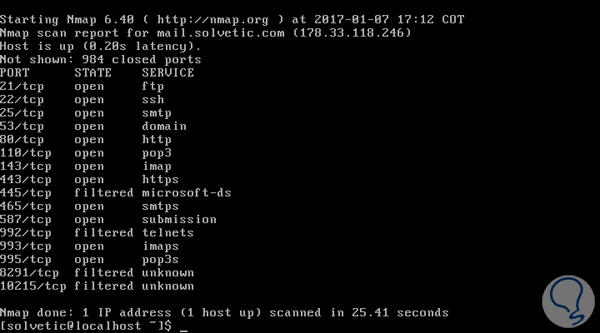 Starting Nmap 6.40 ( http://nmap.org ) at 2017-01-07 17:12 COT
Nmap scan report for mail.solvetic.com (178.33.118.246)
Host is up (0.20s latency).
Not shown: 984 closed ports
PORT STATE SERVICE
21/tcp open ftp
22/tcp open ssh
25/tcp open smtp
53/tcp open domain
80/tcp open http
110/tcp open pop3
143/tcp open imap
443/tcp open https
445/tcp filtered microsoft-ds
465/tcp open smtps
587/tcp open submission
992/tcp filtered telnets
993/tcp open imaps
995/tcp open pop3s
8291/tcp filtered unknown
10215/tcp filtered unknown
Nmap done: 1 IP address (1 host up) scanned in 25.41 seconds
[solvetic@localhost ~]$ _